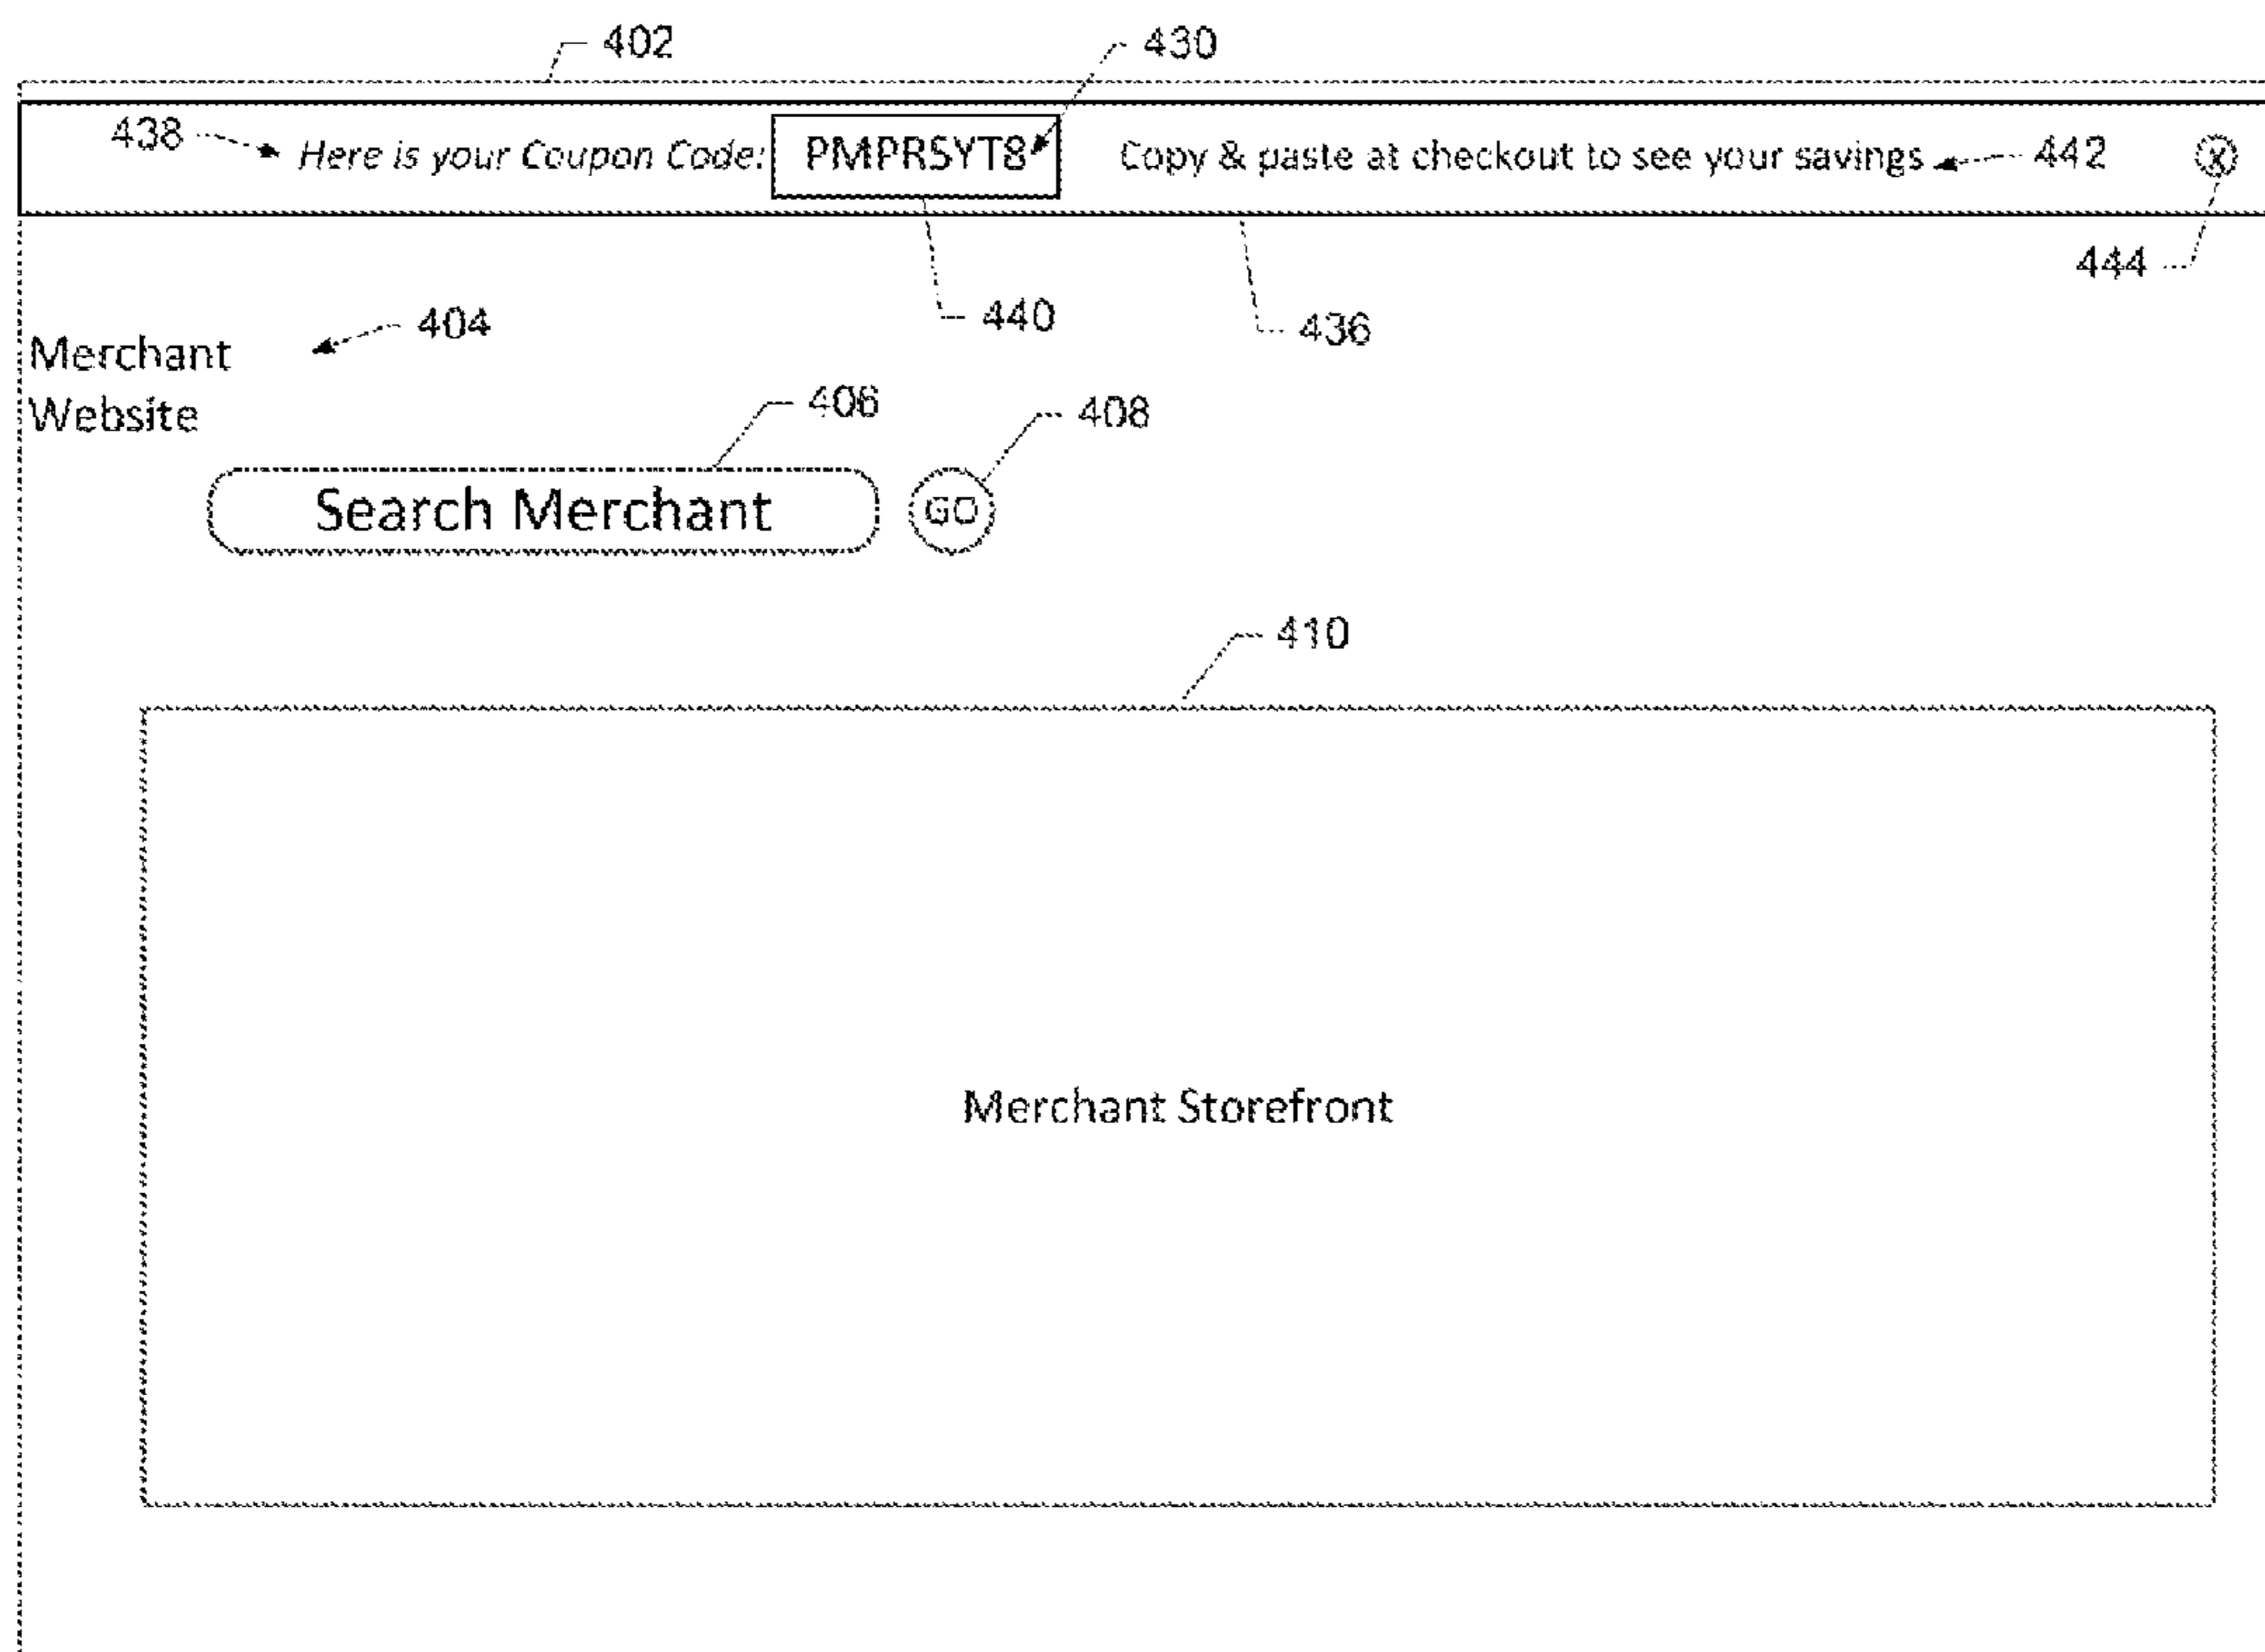 402
430
438 Here is your Coupon Code: PMPRSYT8 Copy & paste at checkout to see your savings 442 X
444
440 436
404
Merchant
Website
406 408
Search Merchant GO
410
Merchant Storefront